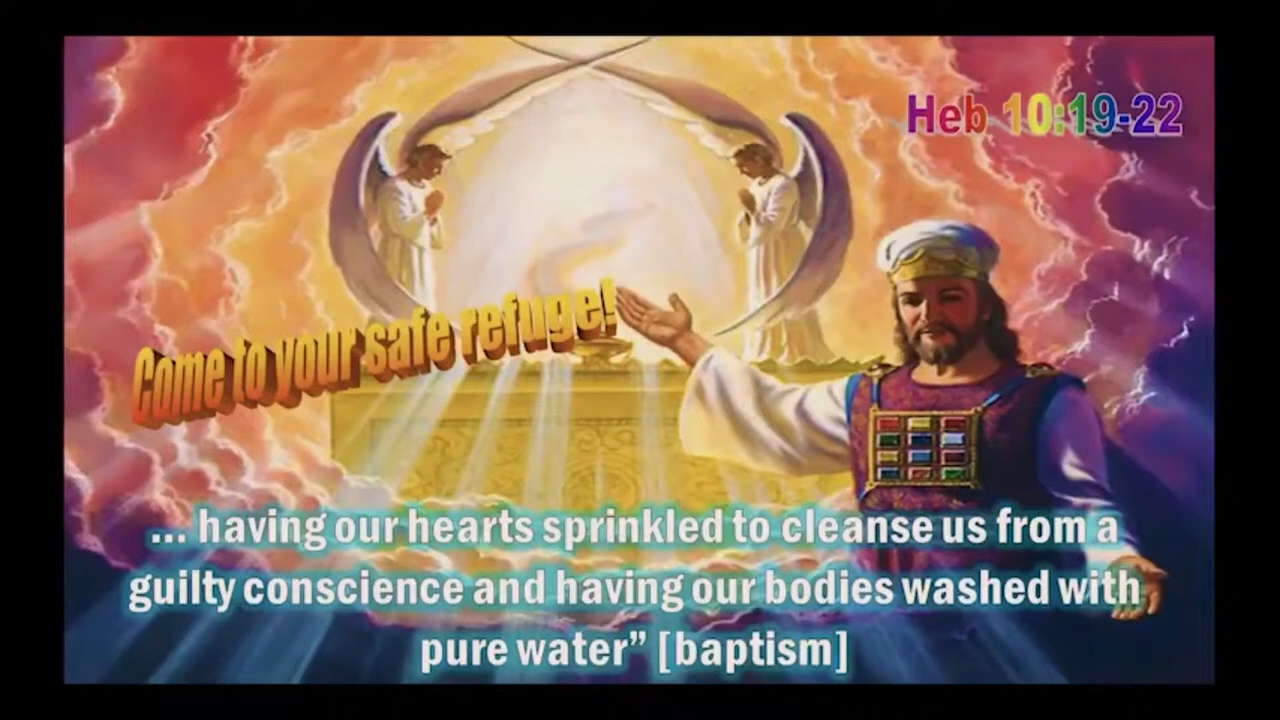 Heb 10:19-22
Come to your safe refuge!
... having our hearts sprinkled to cleanse us from a
guilty conscience and having our bodies washed with
pure water” [baptism]